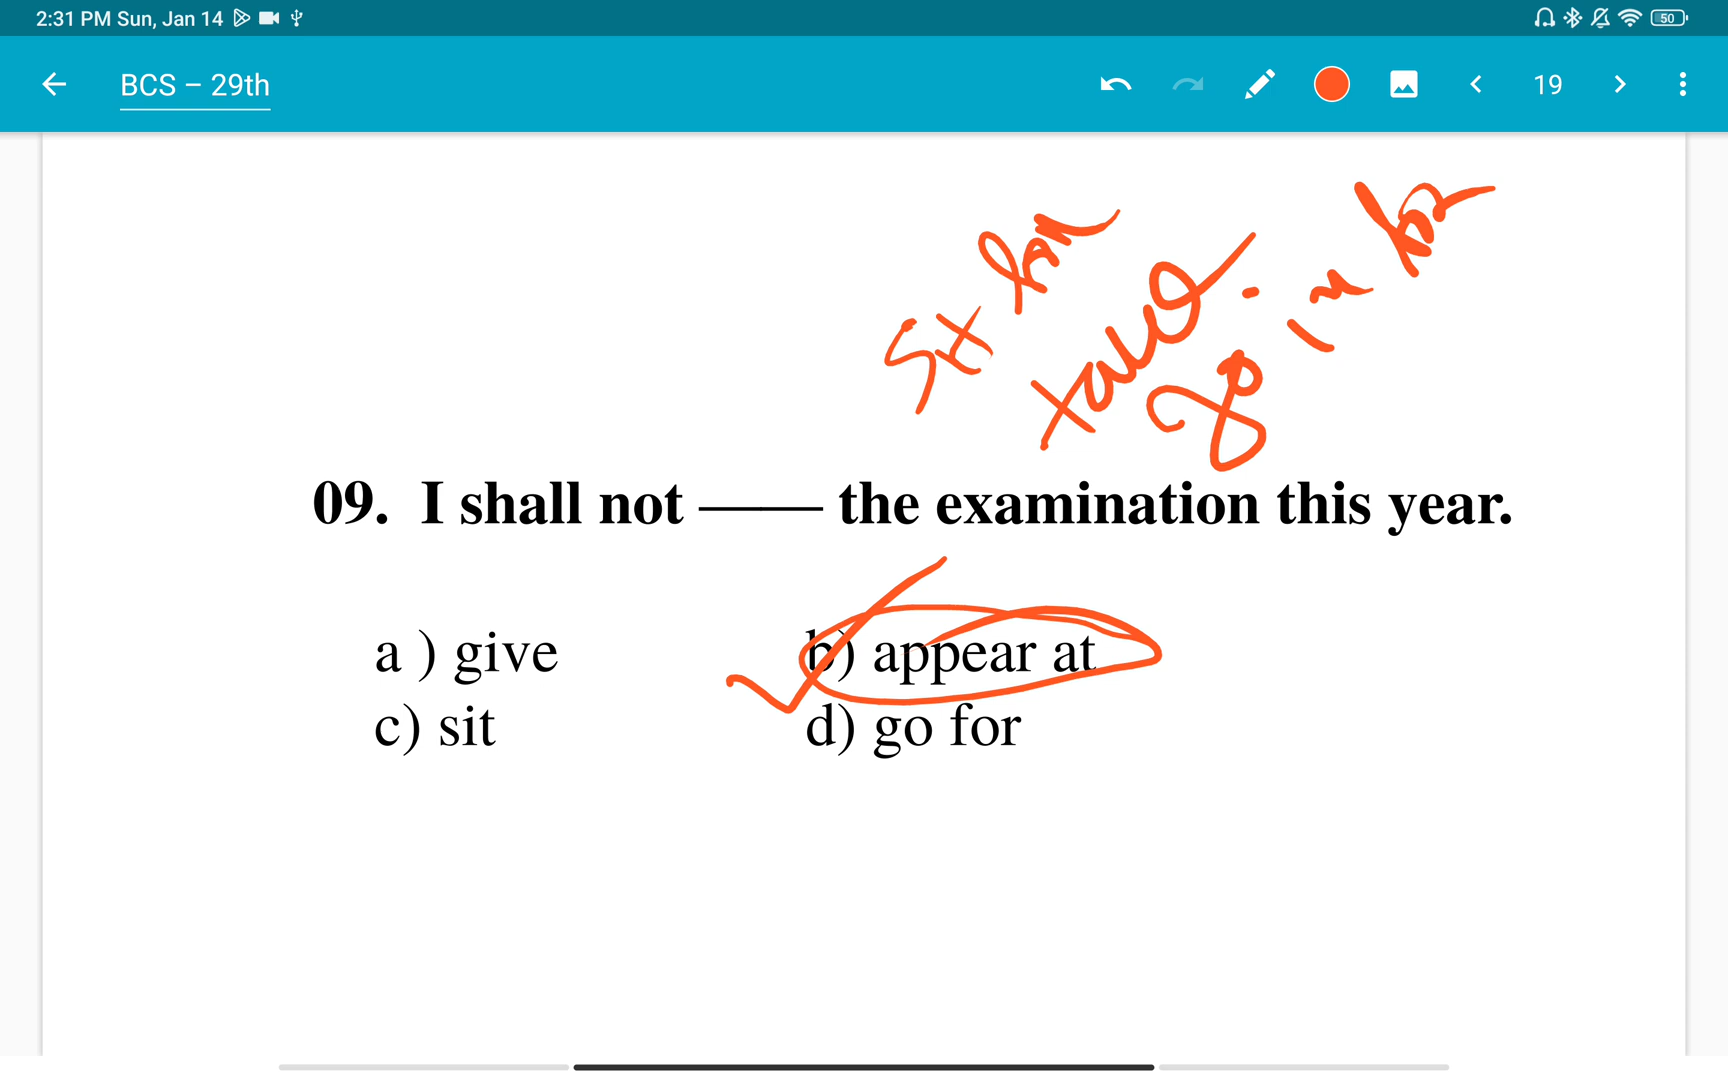 2:31 PM Sun, Jan 14
50
BCS – 29th
19
Sit for
take.
go in for
09. I shall not —— the examination this year.
a ) give b) appear at
c) sit d) go for